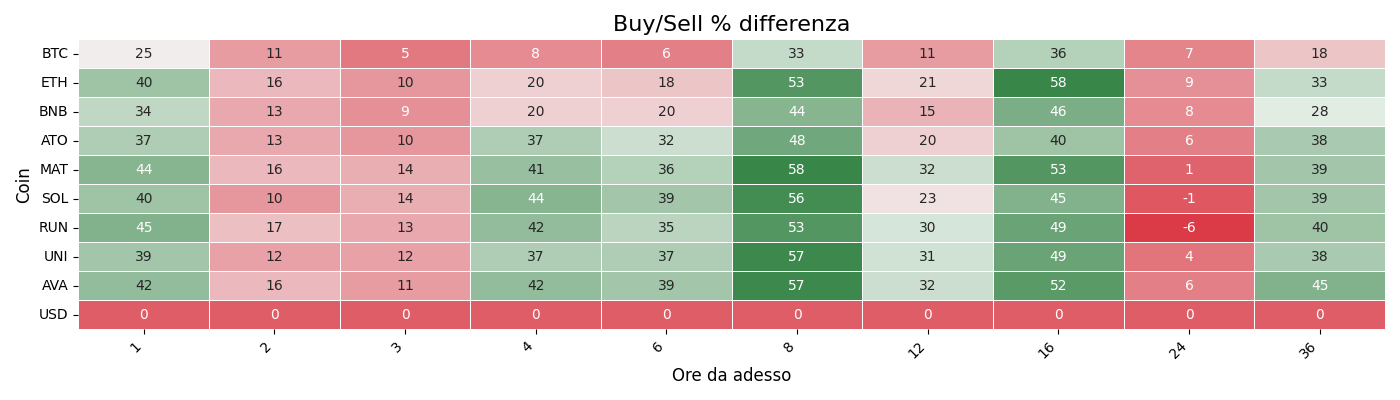 Buy/Sell % differenza
Coin
BTC 25 11 5 8 6 33 11 36 7 18
ETH 40 16 10 20 18 53 21 58 9 33
BNB 34 13 9 20 20 44 15 46 8 28
ATO 37 13 10 37 32 48 20 40 6 38
MAT 44 16 14 41 36 58 32 53 1 39
SOL 40 10 14 44 39 56 23 45 -1 39
RUN 45 17 13 42 35 53 30 49 -6 40
UNI 39 12 12 37 37 57 31 49 4 38
AVA 42 16 11 42 39 57 32 52 6 45
USD 0 0 0 0 0 0 0 0 0 0
1 2 3 4 6 8 12 16 24 36
Ore da adesso